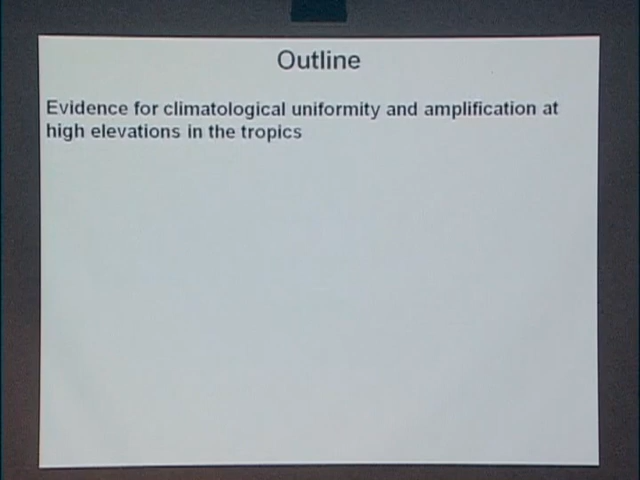 Outline
Evidence for climatological uniformity and amplification at
high elevations in the tropics